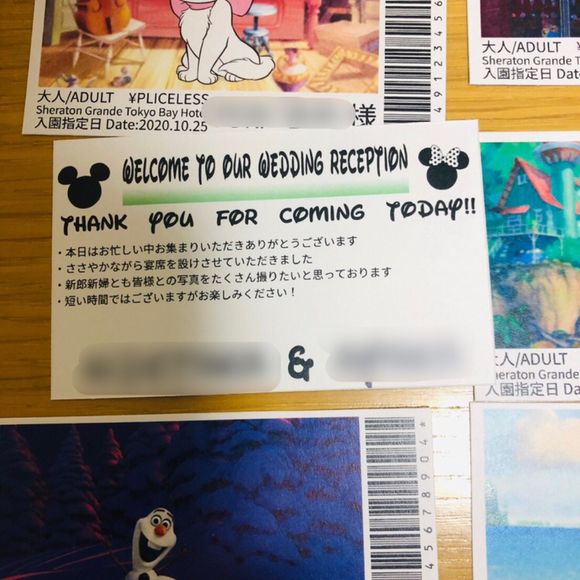 大人/ADULT ¥PLICELESS
Sheraton Grande Tokyo Bay Hote
様
入園指定日 Date:2020.10.25
4912345 6
Sheraton Grande T
入園指定日 Dat
WELCOME TO OUR WEDDING RECEPTION
THANK YOU FOR COMING TODAY!!
・本日はお忙しい中お集まりいただきありがとうございます
・ささやかながら宴席を設けさせていただきました
・新郎新婦とも皆様との写真をたくさん撮りたいと思っております
・短い時間ではございますがお楽しみください！
&
大人/ADULT
Sheraton Grande T
入園指定日 Da
45678904*